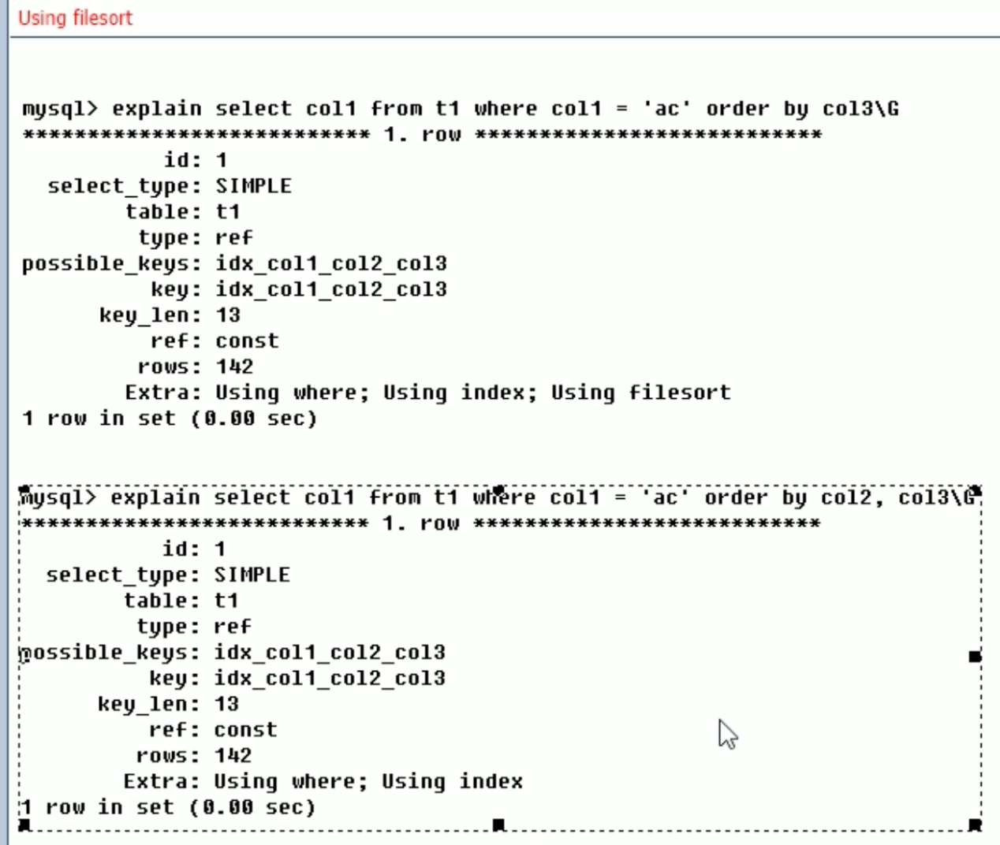 Using filesort
mysql> explain select col1 from t1 where col1 = 'ac' order by col3\G
*************************** 1. row ***************************
id: 1
select_type: SIMPLE
table: t1
type: ref
possible_keys: idx_col1_col2_col3
key: idx_col1_col2_col3
key_len: 13
ref: const
rows: 142
Extra: Using where; Using index; Using filesort
1 row in set (0.00 sec)
mysql> explain select col1 from t1 where col1 = 'ac' order by col2, col3\G
*************************** 1. row ***************************
id: 1
select_type: SIMPLE
table: t1
type: ref
possible_keys: idx_col1_col2_col3
key: idx_col1_col2_col3
key_len: 13
ref: const
rows: 142
Extra: Using where; Using index
1 row in set (0.00 sec)